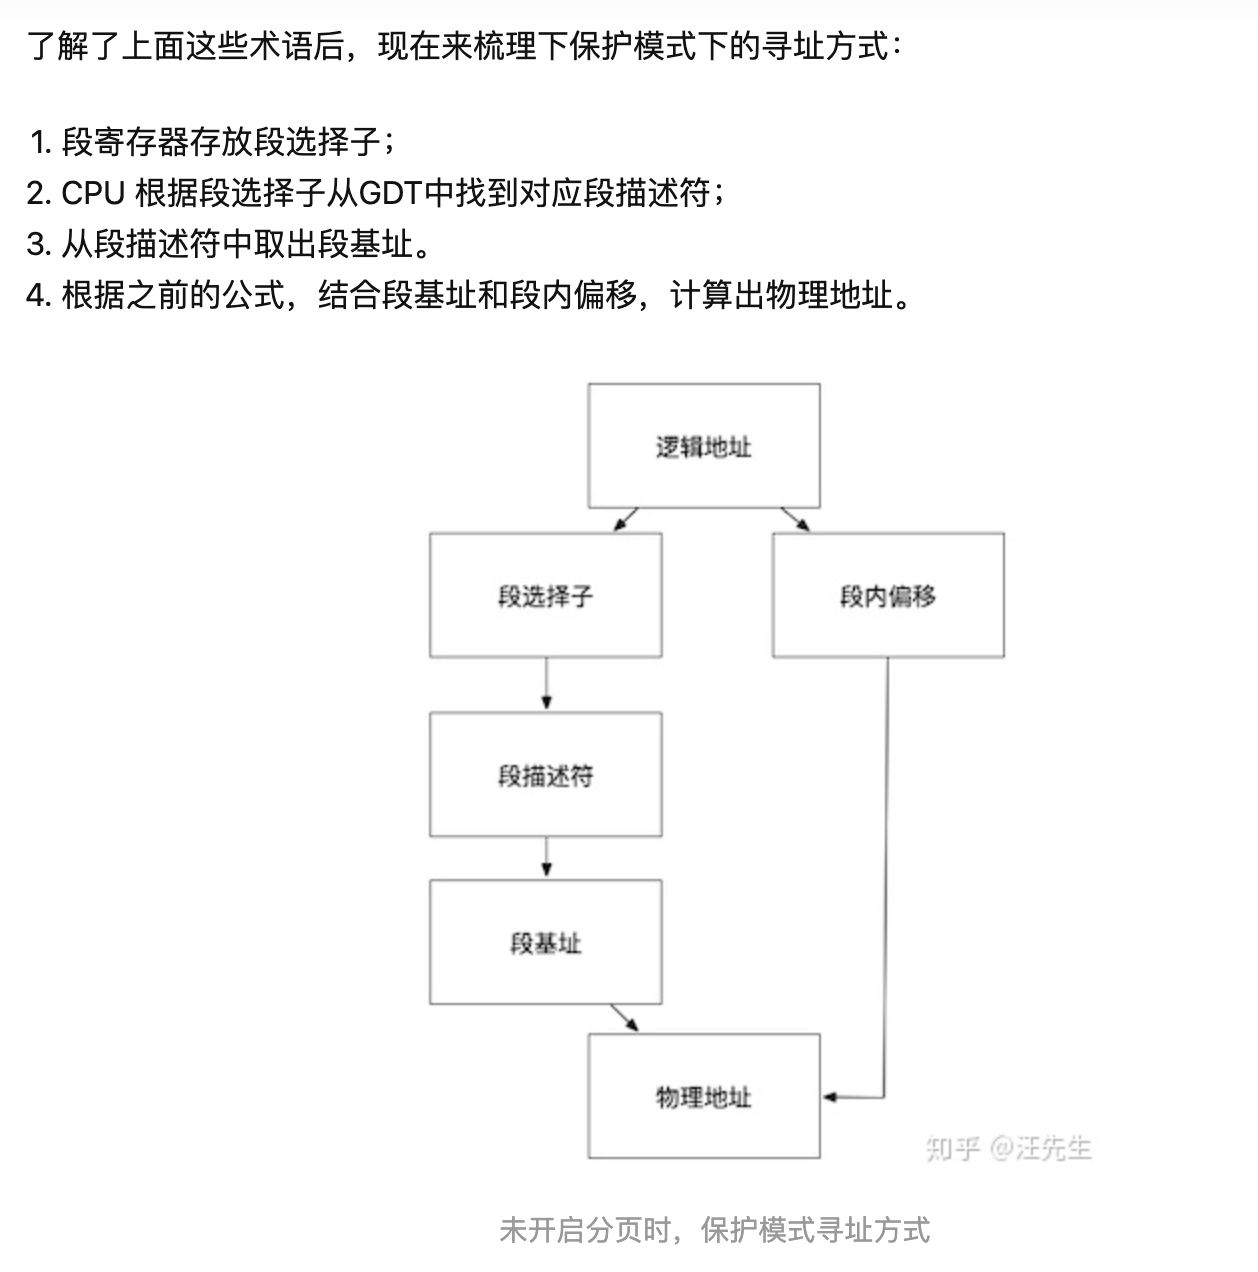 了解了上面这些术语后，现在来梳理下保护模式下的寻址方式：
1. 段寄存器存放段选择子；
2. CPU 根据段选择子从GDT中找到对应段描述符；
3. 从段描述符中取出段基址。
4. 根据之前的公式，结合段基址和段内偏移，计算出物理地址。
逻辑地址
段选择子
段内偏移
段描述符
段基址
物理地址
知乎 @汪先生
未开启分页时，保护模式寻址方式